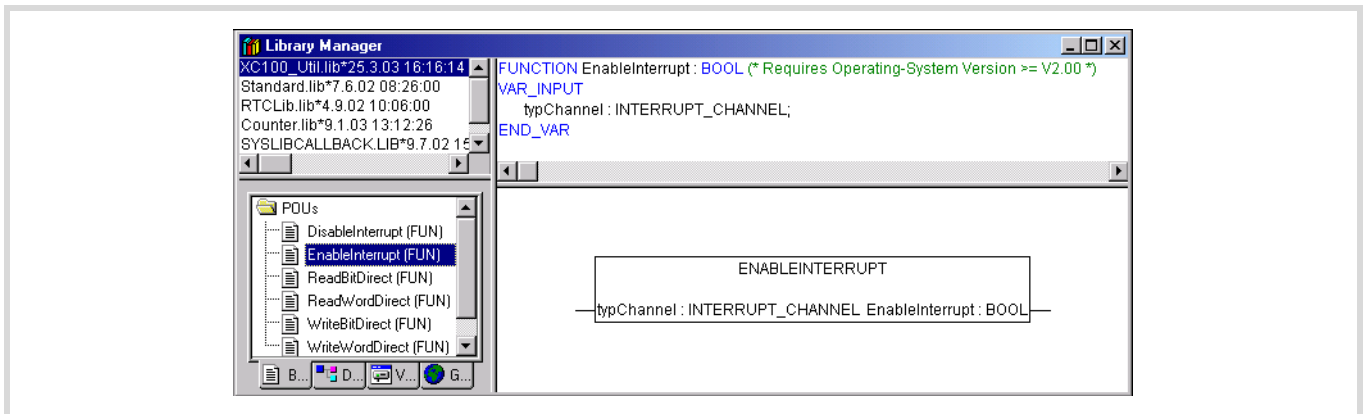 Library Manager
XC100_Util.lib*25.3.03 16:16:14
Standard.lib*7.6.02 08:26:00
RTCLib.lib*4.9.02 10:06:00
Counter.lib*9.1.03 13:12:26
SYSLIBCALLBACK.LIB*9.7.02
FUNCTION EnableInterrupt : BOOL (* Requires Operating-System Version >= V2.00 *)
VAR_INPUT
typChannel : INTERRUPT_CHANNEL;
END_VAR
POUs
DisableInterrupt (FUN)
EnableInterrupt (FUN)
ReadBitDirect (FUN)
ReadWordDirect (FUN)
WriteBitDirect (FUN)
WriteWordDirect (FUN)
B... D... V... G...
ENABLEINTERRUPT
typChannel : INTERRUPT_CHANNEL EnableInterrupt : BOOL